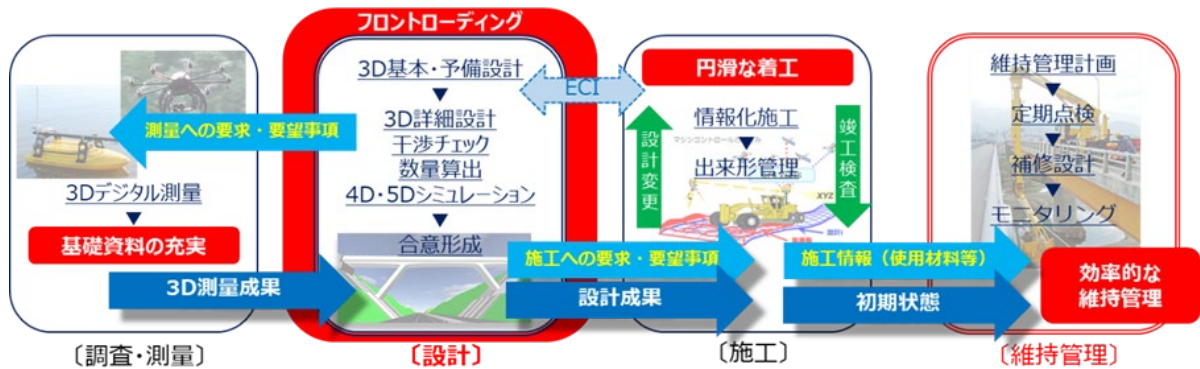 フロントローディング
測量への要求・要望事項
3Dデジタル測量
基礎資料の充実
3D測量成果
〔調査・測量〕
3D基本・予備設計
3D詳細設計
干渉チェック
数量算出
4D・5Dシミュレーション
合意形成
〔設計〕
ECI
施工への要求・要望事項
設計成果
円滑な着工
設計変更
情報化施工
出来形管理
竣工検査
XYZ
〔施工〕
施工情報（使用材料等）
初期状態
維持管理計画
定期点検
補修設計
モニタリング
効率的な
維持管理
〔維持管理〕